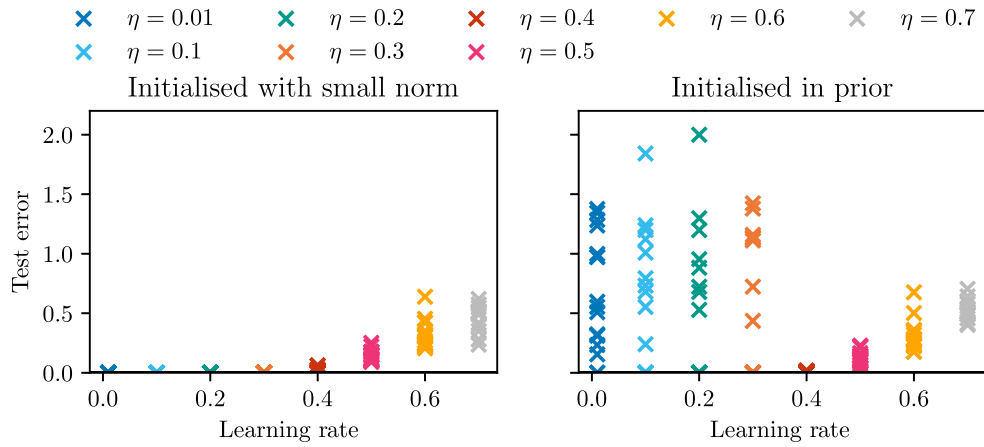 η = 0.01 η = 0.2 η = 0.4 η = 0.6 η = 0.7
η = 0.1 η = 0.3 η = 0.5
Initialised with small norm
Initialised in prior
Test error
2.0
1.5
1.0
0.5
0.0
0.0 0.2 0.4 0.6
Learning rate
0.0 0.2 0.4 0.6
Learning rate